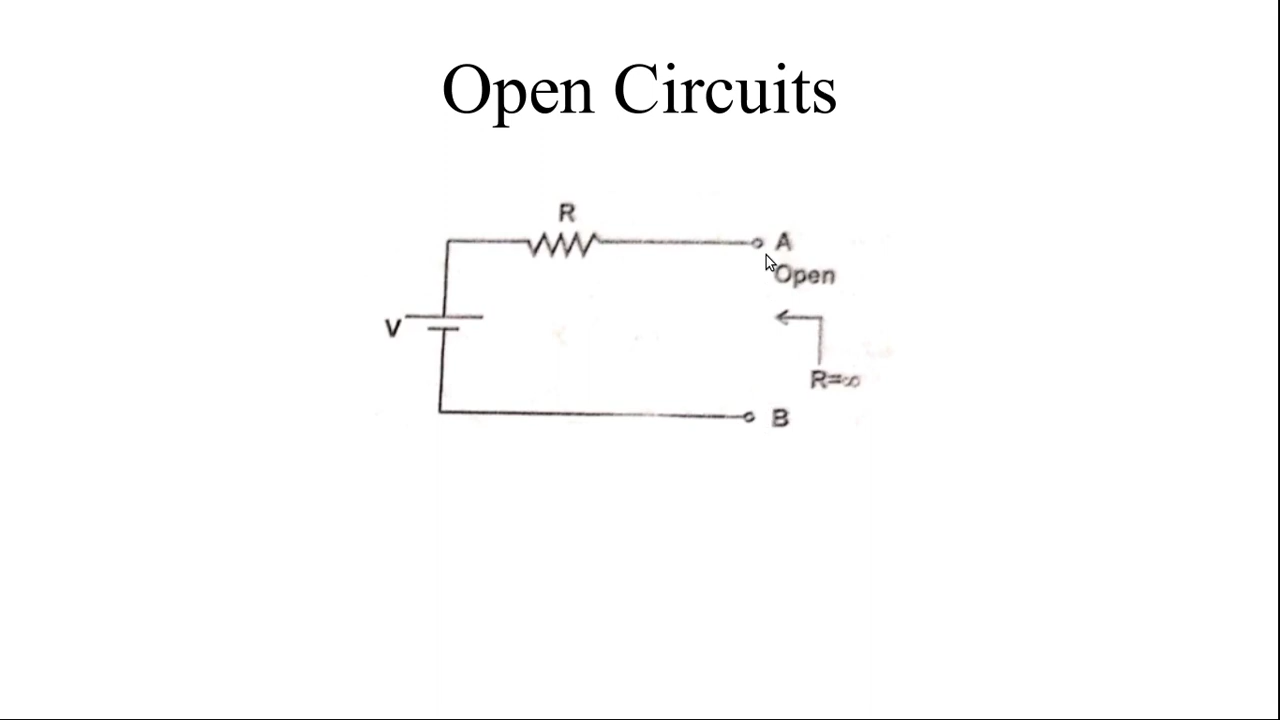 Open Circuits
R
A
Open
V
R=∞
B